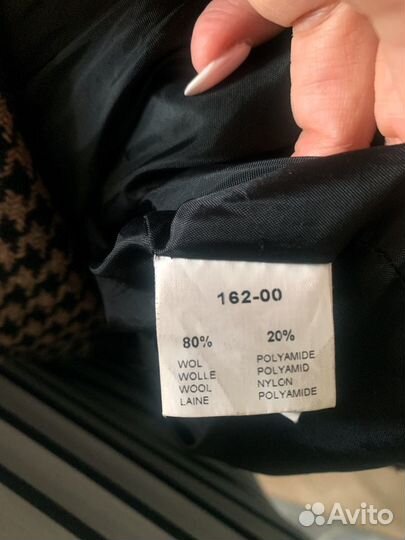 162-00
80% 20%
WOL POLYAMIDE
WOLLE POLYAMID
WOOL NYLON
LAINE POLYAMIDE
Avito